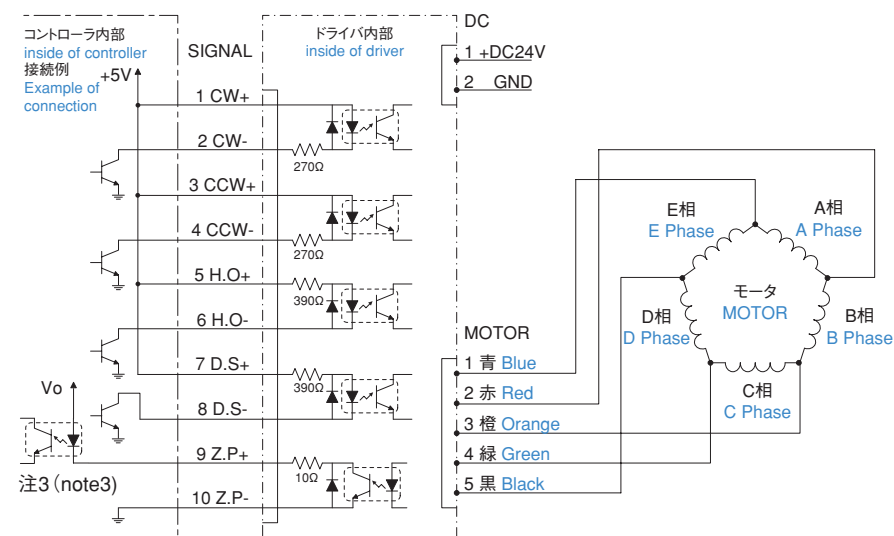 コントローラ内部
inside of controller
接続例
Example of
connection
+5V
SIGNAL
ドライバ内部
inside of driver
DC
1 +DC24V
2 GND
1 CW+
2 CW-
270Ω
3 CCW+
4 CCW-
270Ω
5 H.O+
390Ω
6 H.O-
7 D.S+
390Ω
8 D.S-
Vo
9 Z.P+
10Ω
注3（note3)
10 Z.P-
MOTOR
1 青 Blue
2 赤 Red
3 橙 Orange
4 緑 Green
5 黒 Black
E相
E Phase
A相
A Phase
モータ
MOTOR
D相
D Phase
B相
B Phase
C相
C Phase